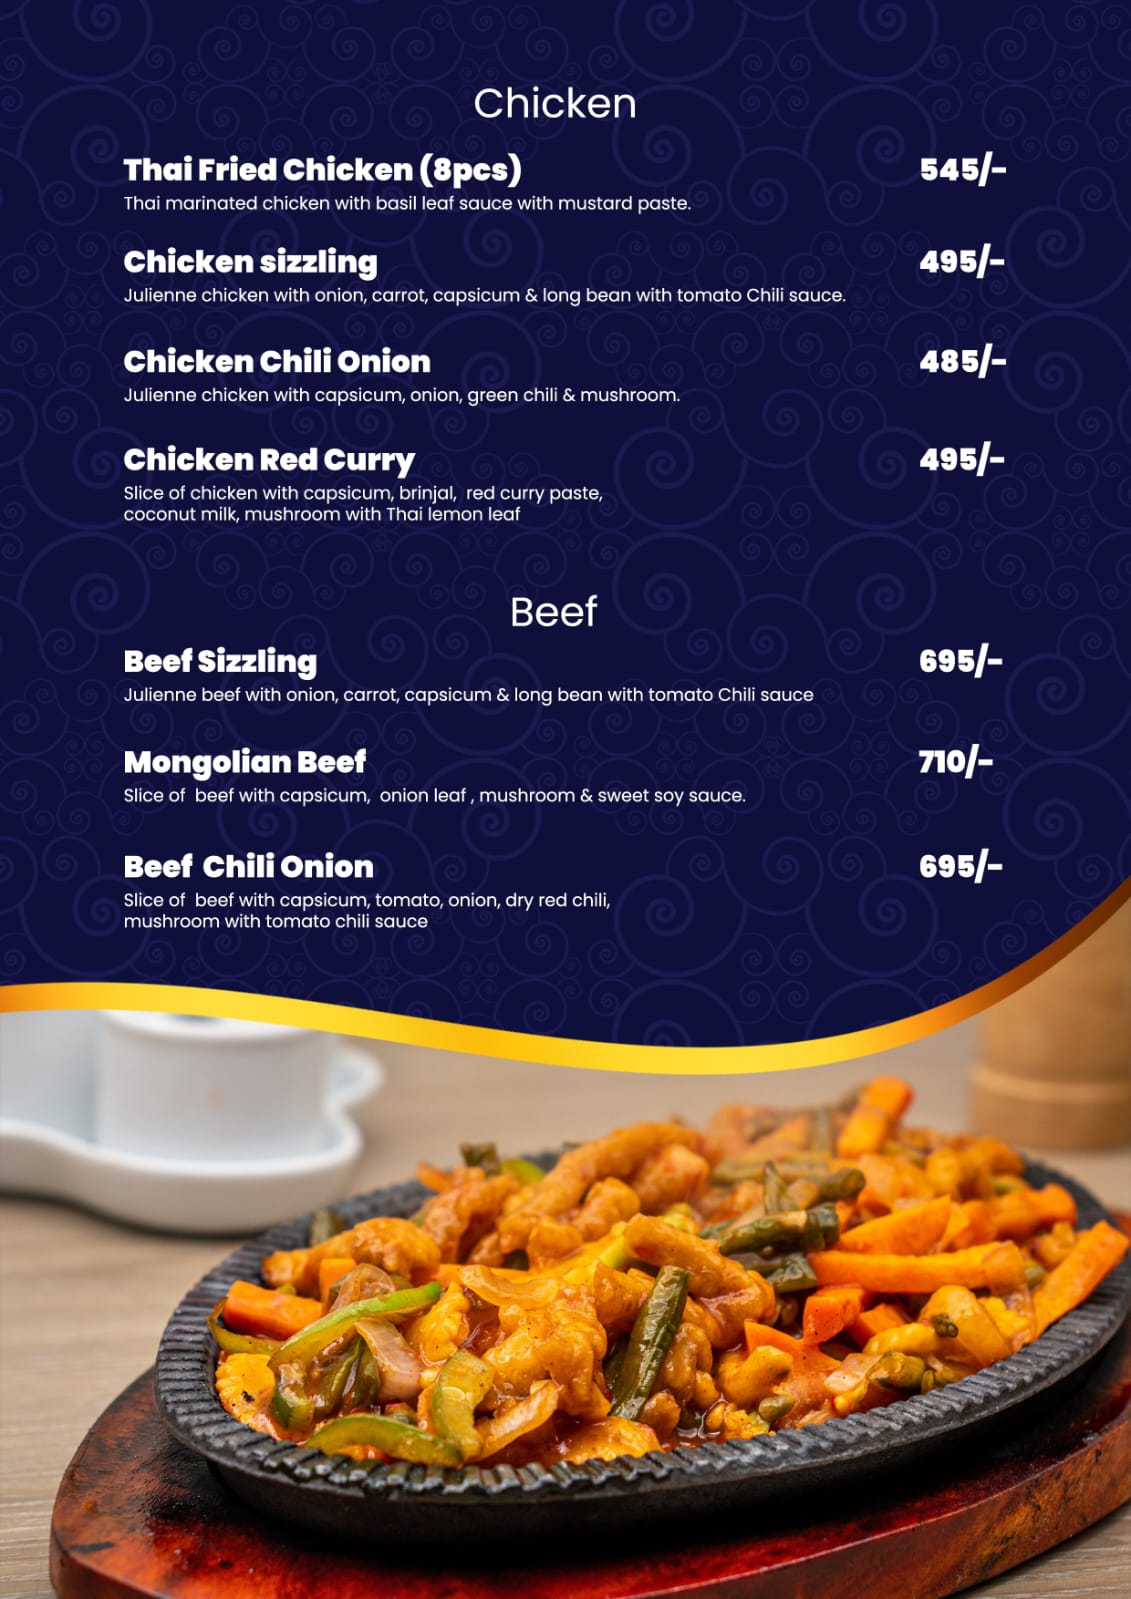 Chicken
Thai Fried Chicken (8pcs) 545/-
Thai marinated chicken with basil leaf sauce with mustard paste.
Chicken sizzling 495/-
Julienne chicken with onion, carrot, capsicum & long bean with tomato Chili sauce.
Chicken Chili Onion 485/-
Julienne chicken with capsicum, onion, green chili & mushroom.
Chicken Red Curry 495/-
Slice of chicken with capsicum, brinjal, red curry paste,
coconut milk, mushroom with Thai lemon leaf
Beef
Beef Sizzling 695/-
Julienne beef with onion, carrot, capsicum & long bean with tomato Chili sauce
Mongolian Beef 710/-
Slice of beef with capsicum, onion leaf , mushroom & sweet soy sauce.
Beef Chili Onion 695/-
Slice of beef with capsicum, tomato, onion, dry red chili,
mushroom with tomato chili sauce